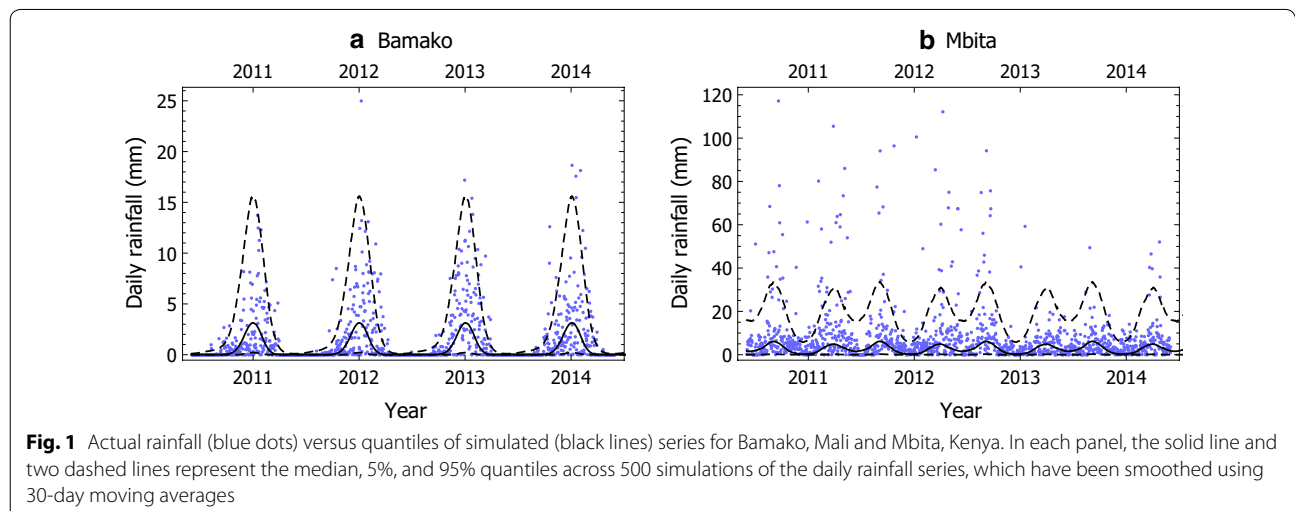 a Bamako
2011 2012 2013 2014
25
20
15
10
5
0
Daily rainfall (mm)
2011 2012 2013 2014
Year
b Mbita
2011 2012 2013 2014
120
100
80
60
40
20
0
Daily rainfall (mm)
2011 2012 2013 2014
Year
Fig. 1 Actual rainfall (blue dots) versus quantiles of simulated (black lines) series for Bamako, Mali and Mbita, Kenya. In each panel, the solid line and
two dashed lines represent the median, 5%, and 95% quantiles across 500 simulations of the daily rainfall series, which have been smoothed using
30-day moving averages